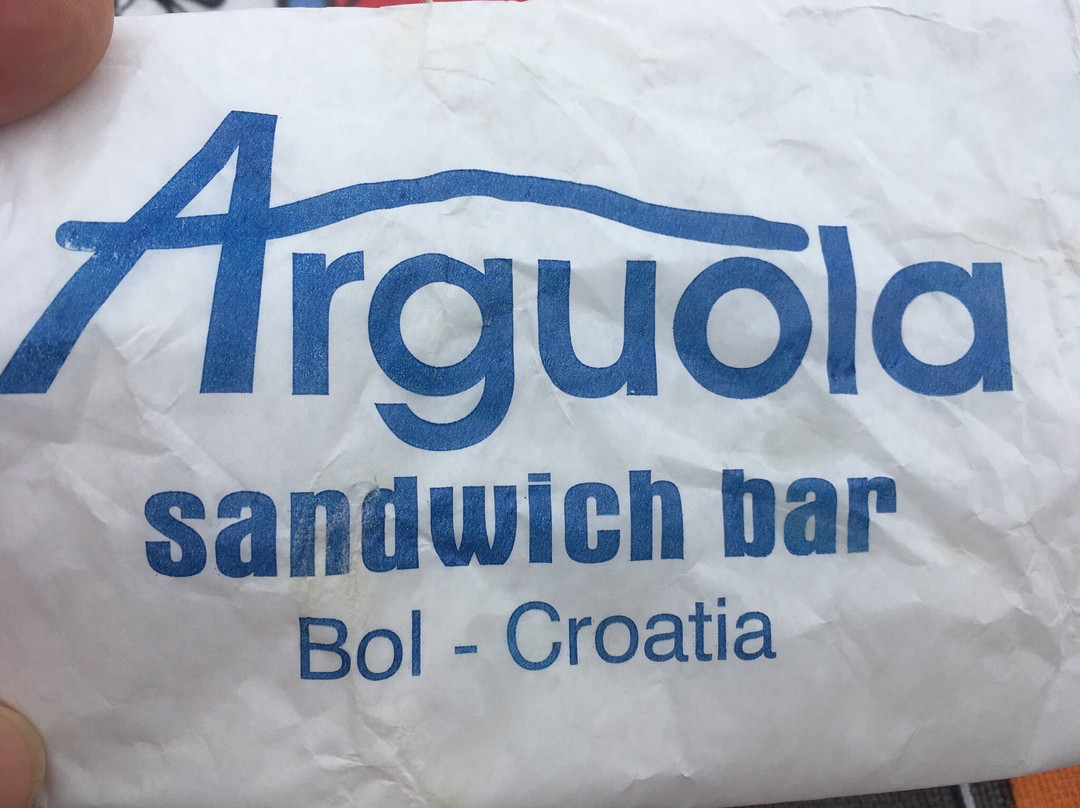 Arguola
sandwich bar
Bol - Croatia